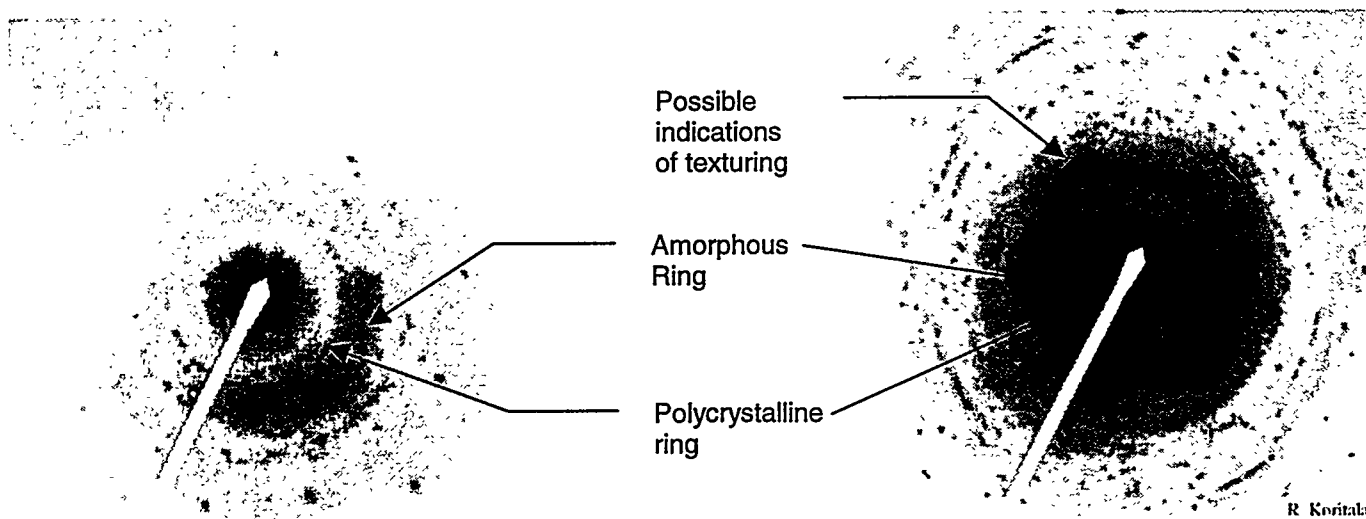 Possible
indications
of texturing
Amorphous
Ring
Polycrystalline
ring
R. Koritala